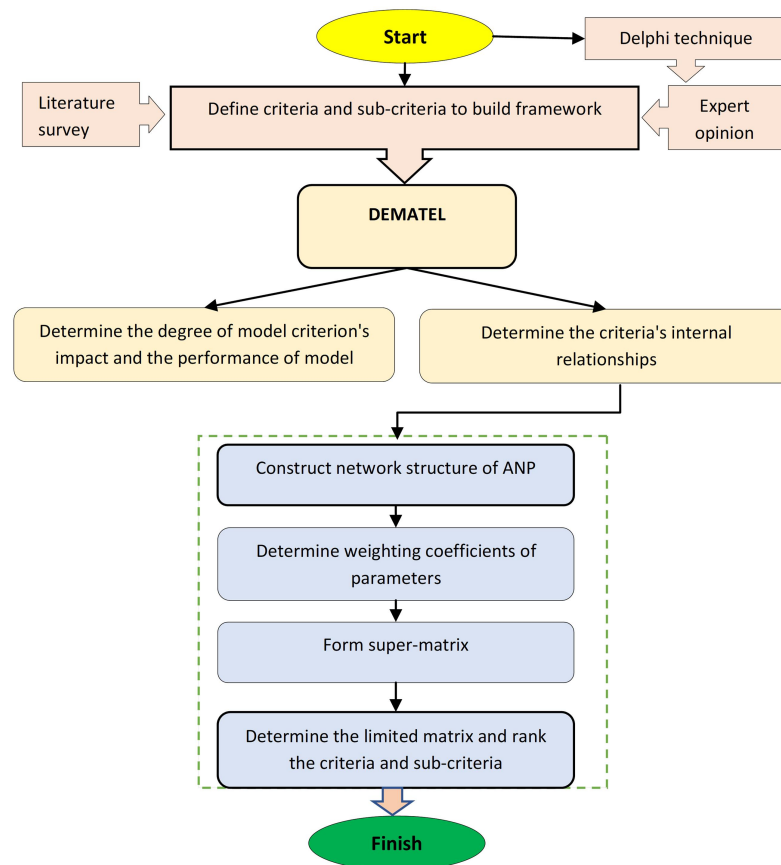 Start
Delphi technique
Literature
survey
Define criteria and sub-criteria to build framework
Expert
opinion
DEMATEL
Determine the degree of model criterion's
impact and the performance of model
Determine the criteria's internal
relationships
Construct network structure of ANP
Determine weighting coefficients of
parameters
Form super-matrix
Determine the limited matrix and rank
the criteria and sub-criteria
Finish